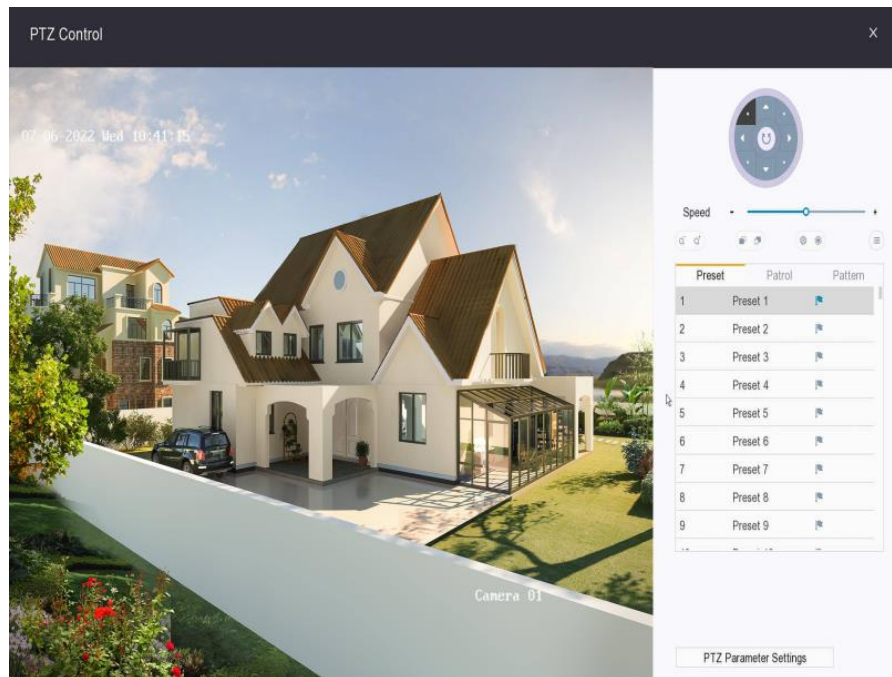 PTZ Control
X
07-06-2022 Wed 10:41:15
Speed - +
Preset Patrol Pattern
1 Preset 1
2 Preset 2
3 Preset 3
4 Preset 4
5 Preset 5
6 Preset 6
7 Preset 7
8 Preset 8
9 Preset 9
Camera 01
PTZ Parameter Settings